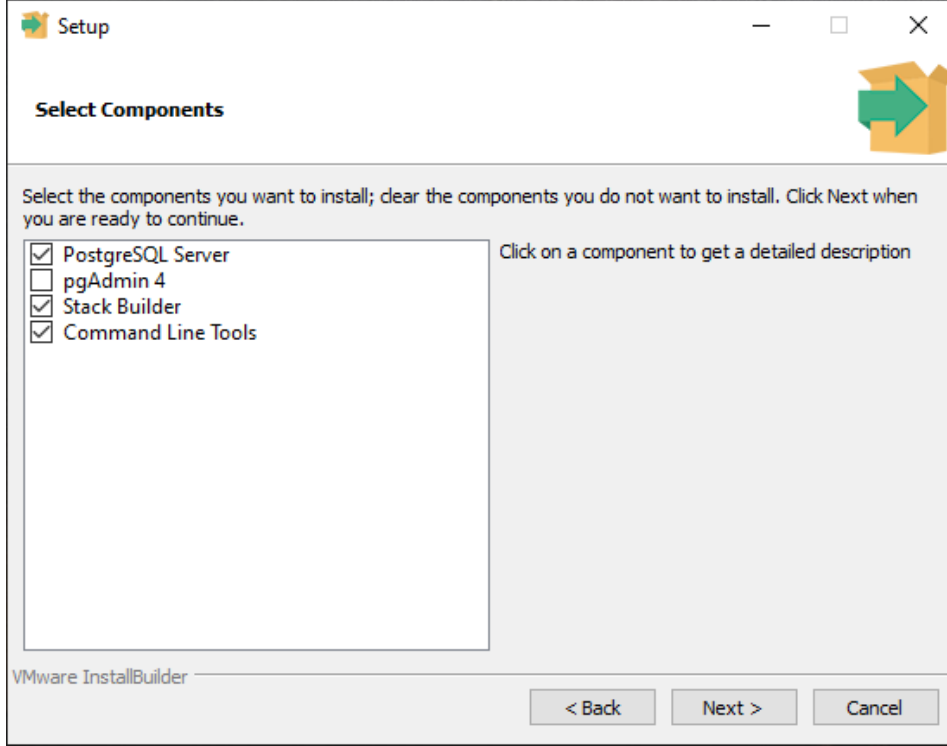 Setup
Select Components
Select the components you want to install; clear the components you do not want to install. Click Next when
you are ready to continue.
PostgreSQL Server
pgAdmin 4
Stack Builder
Command Line Tools
Click on a component to get a detailed description
VMware InstallBuilder
< Back
Next >
Cancel